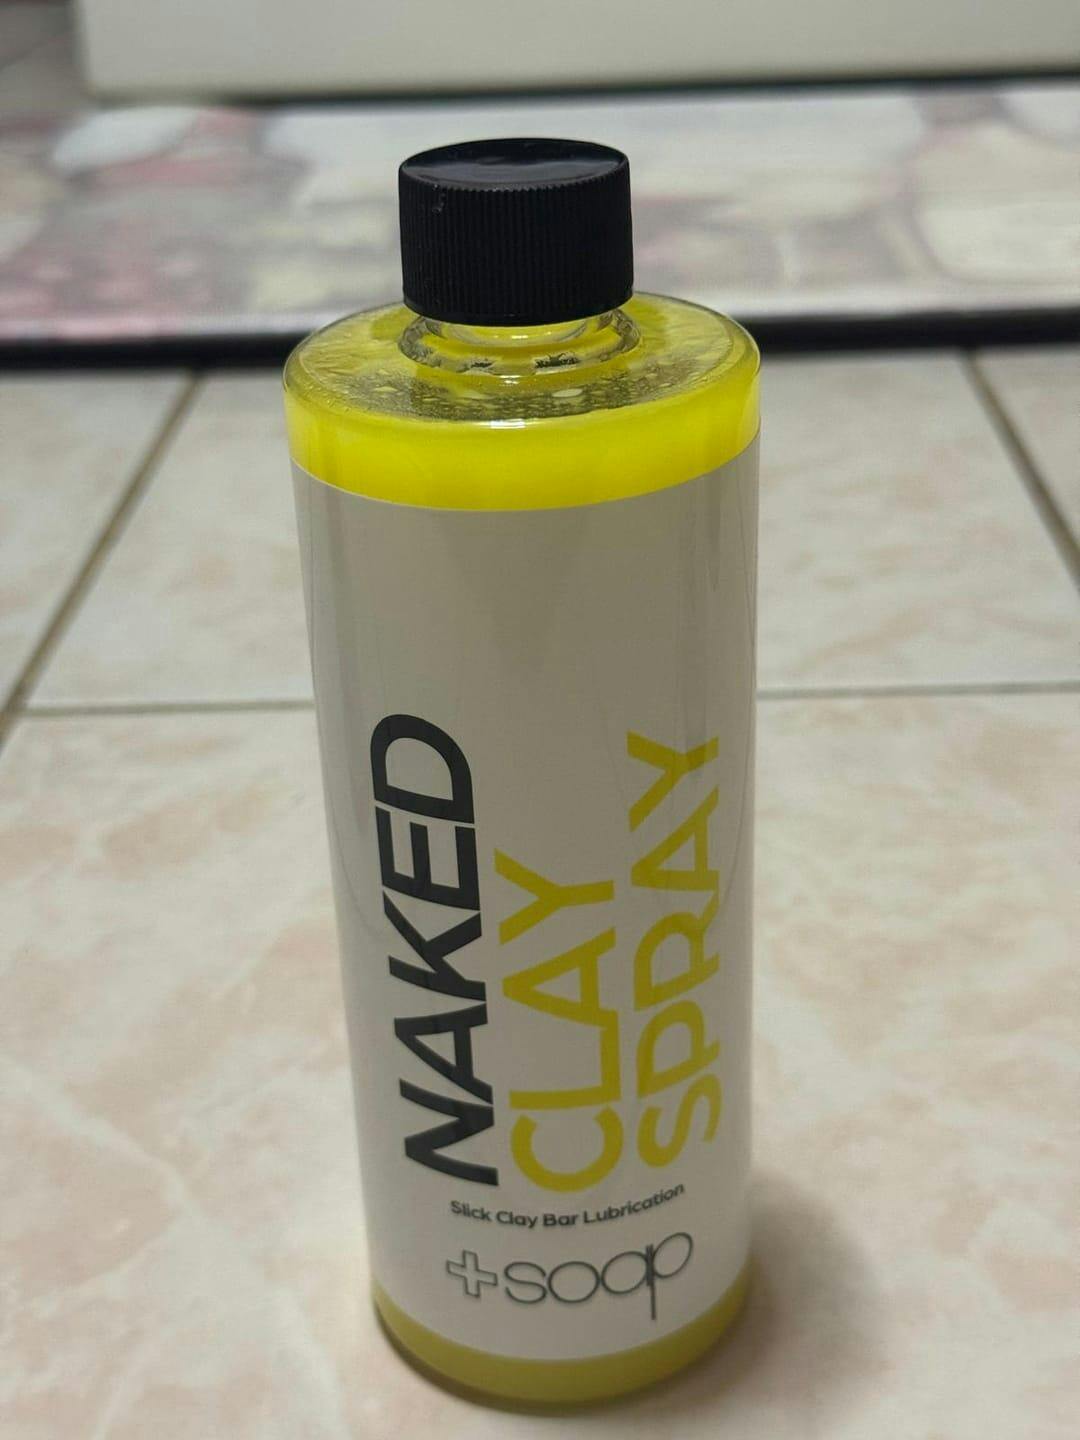 NAKED
CLAY
SPRAY
Slick Clay Bar Lubrication
+soap